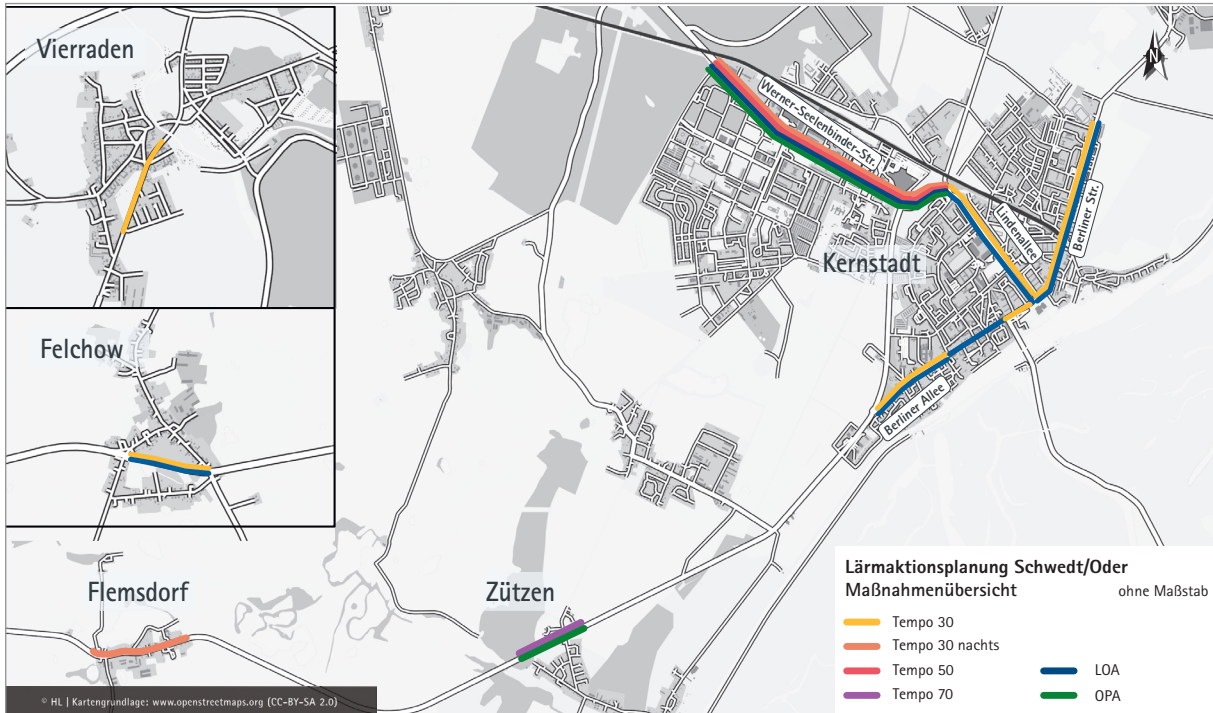 Vierraden
N
Werner-Seelenbinder-Str.
Lindenallee
Berliner Str.
Kernstadt
Felchow
Berliner Allee
Flemsdorf
Zützen
Lärmaktionsplanung Schwedt/Oder
Maßnahmenübersicht ohne Maßstab
Tempo 30
Tempo 30 nachts
Tempo 50 LOA
Tempo 70 OPA
© HL | Kartengrundlage: www.openstreetmaps.org (CC-BY-SA 2.0)